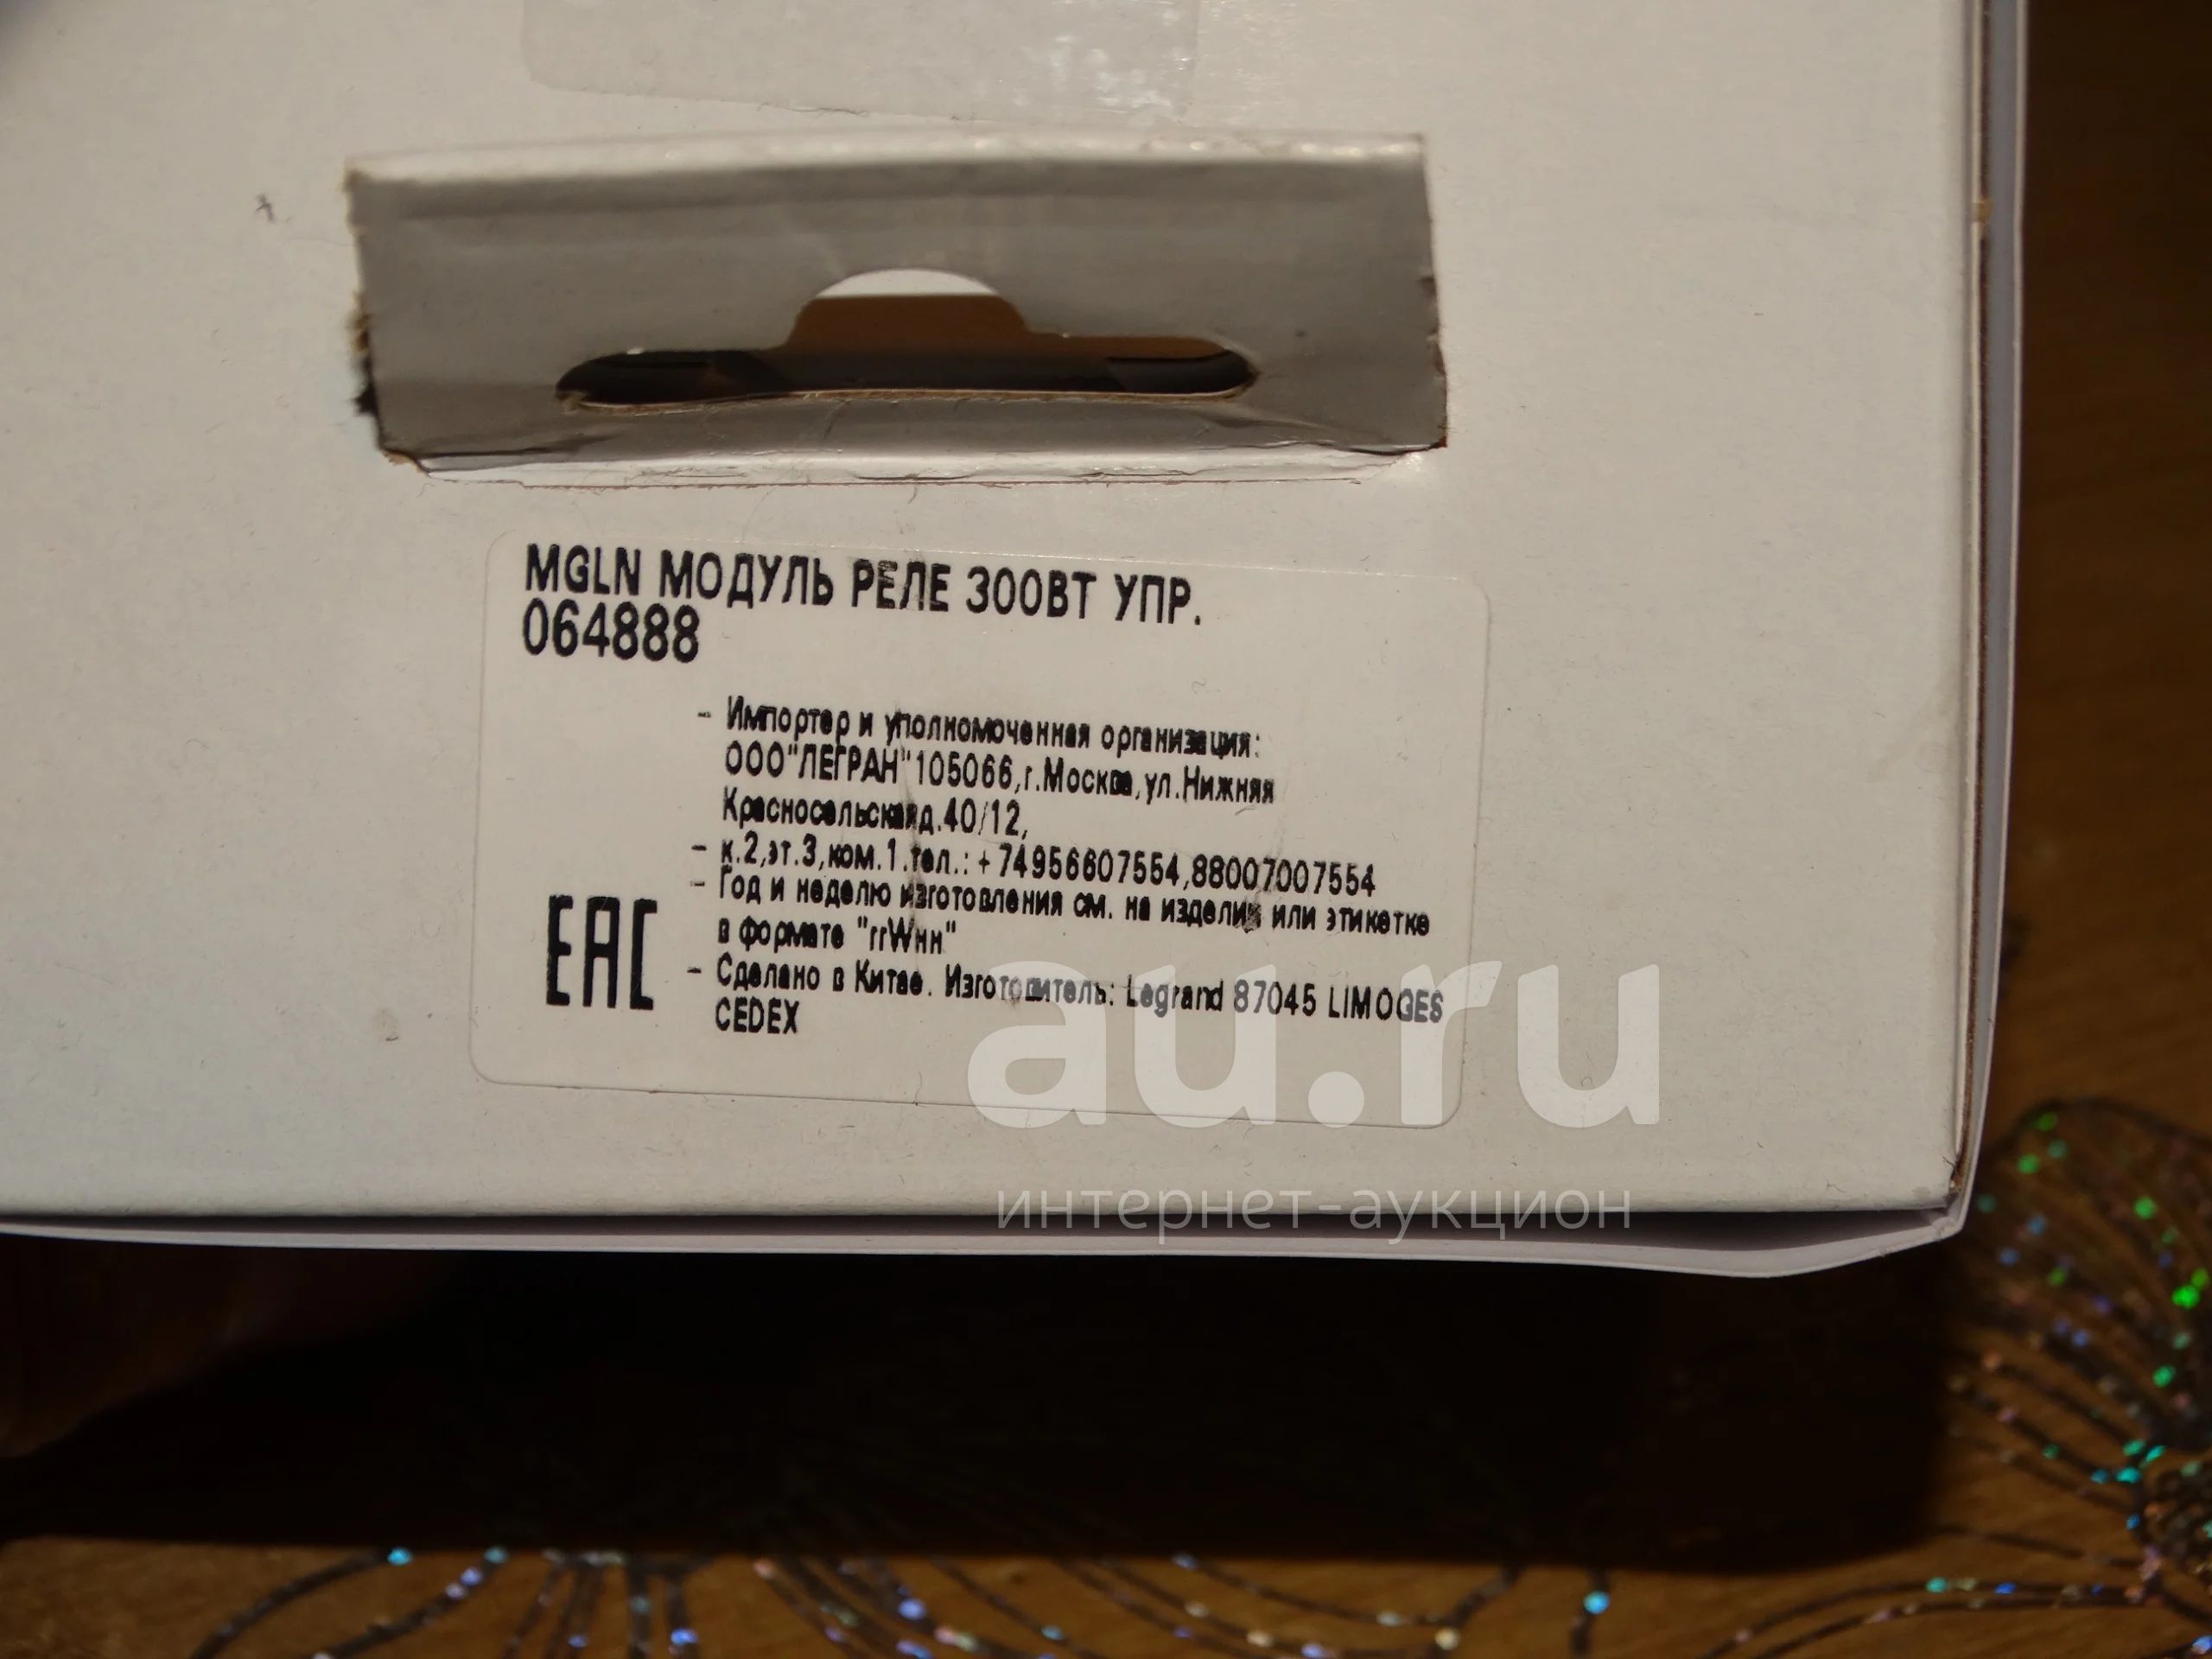 MGLN МОДУЛЬ РЕЛЕ 300ВТ УПР.
064888
- Импортер и уполномоченная организация:
ООО"ЛЕГРАН"105066,г.Москва,ул.Нижняя
Красносельскаяд.40/12,
- к.2,эт.3,ком.1.тел.:+74956607554,88007007554
- Год и неделю изготовления см. на изделии или этикетке
в формате "ггWнн"
- Сделано в Китае. Изготовитель: Legrand 87045 LIMOGES
CEDEX
EAC
au.ru
интернет-аукцион